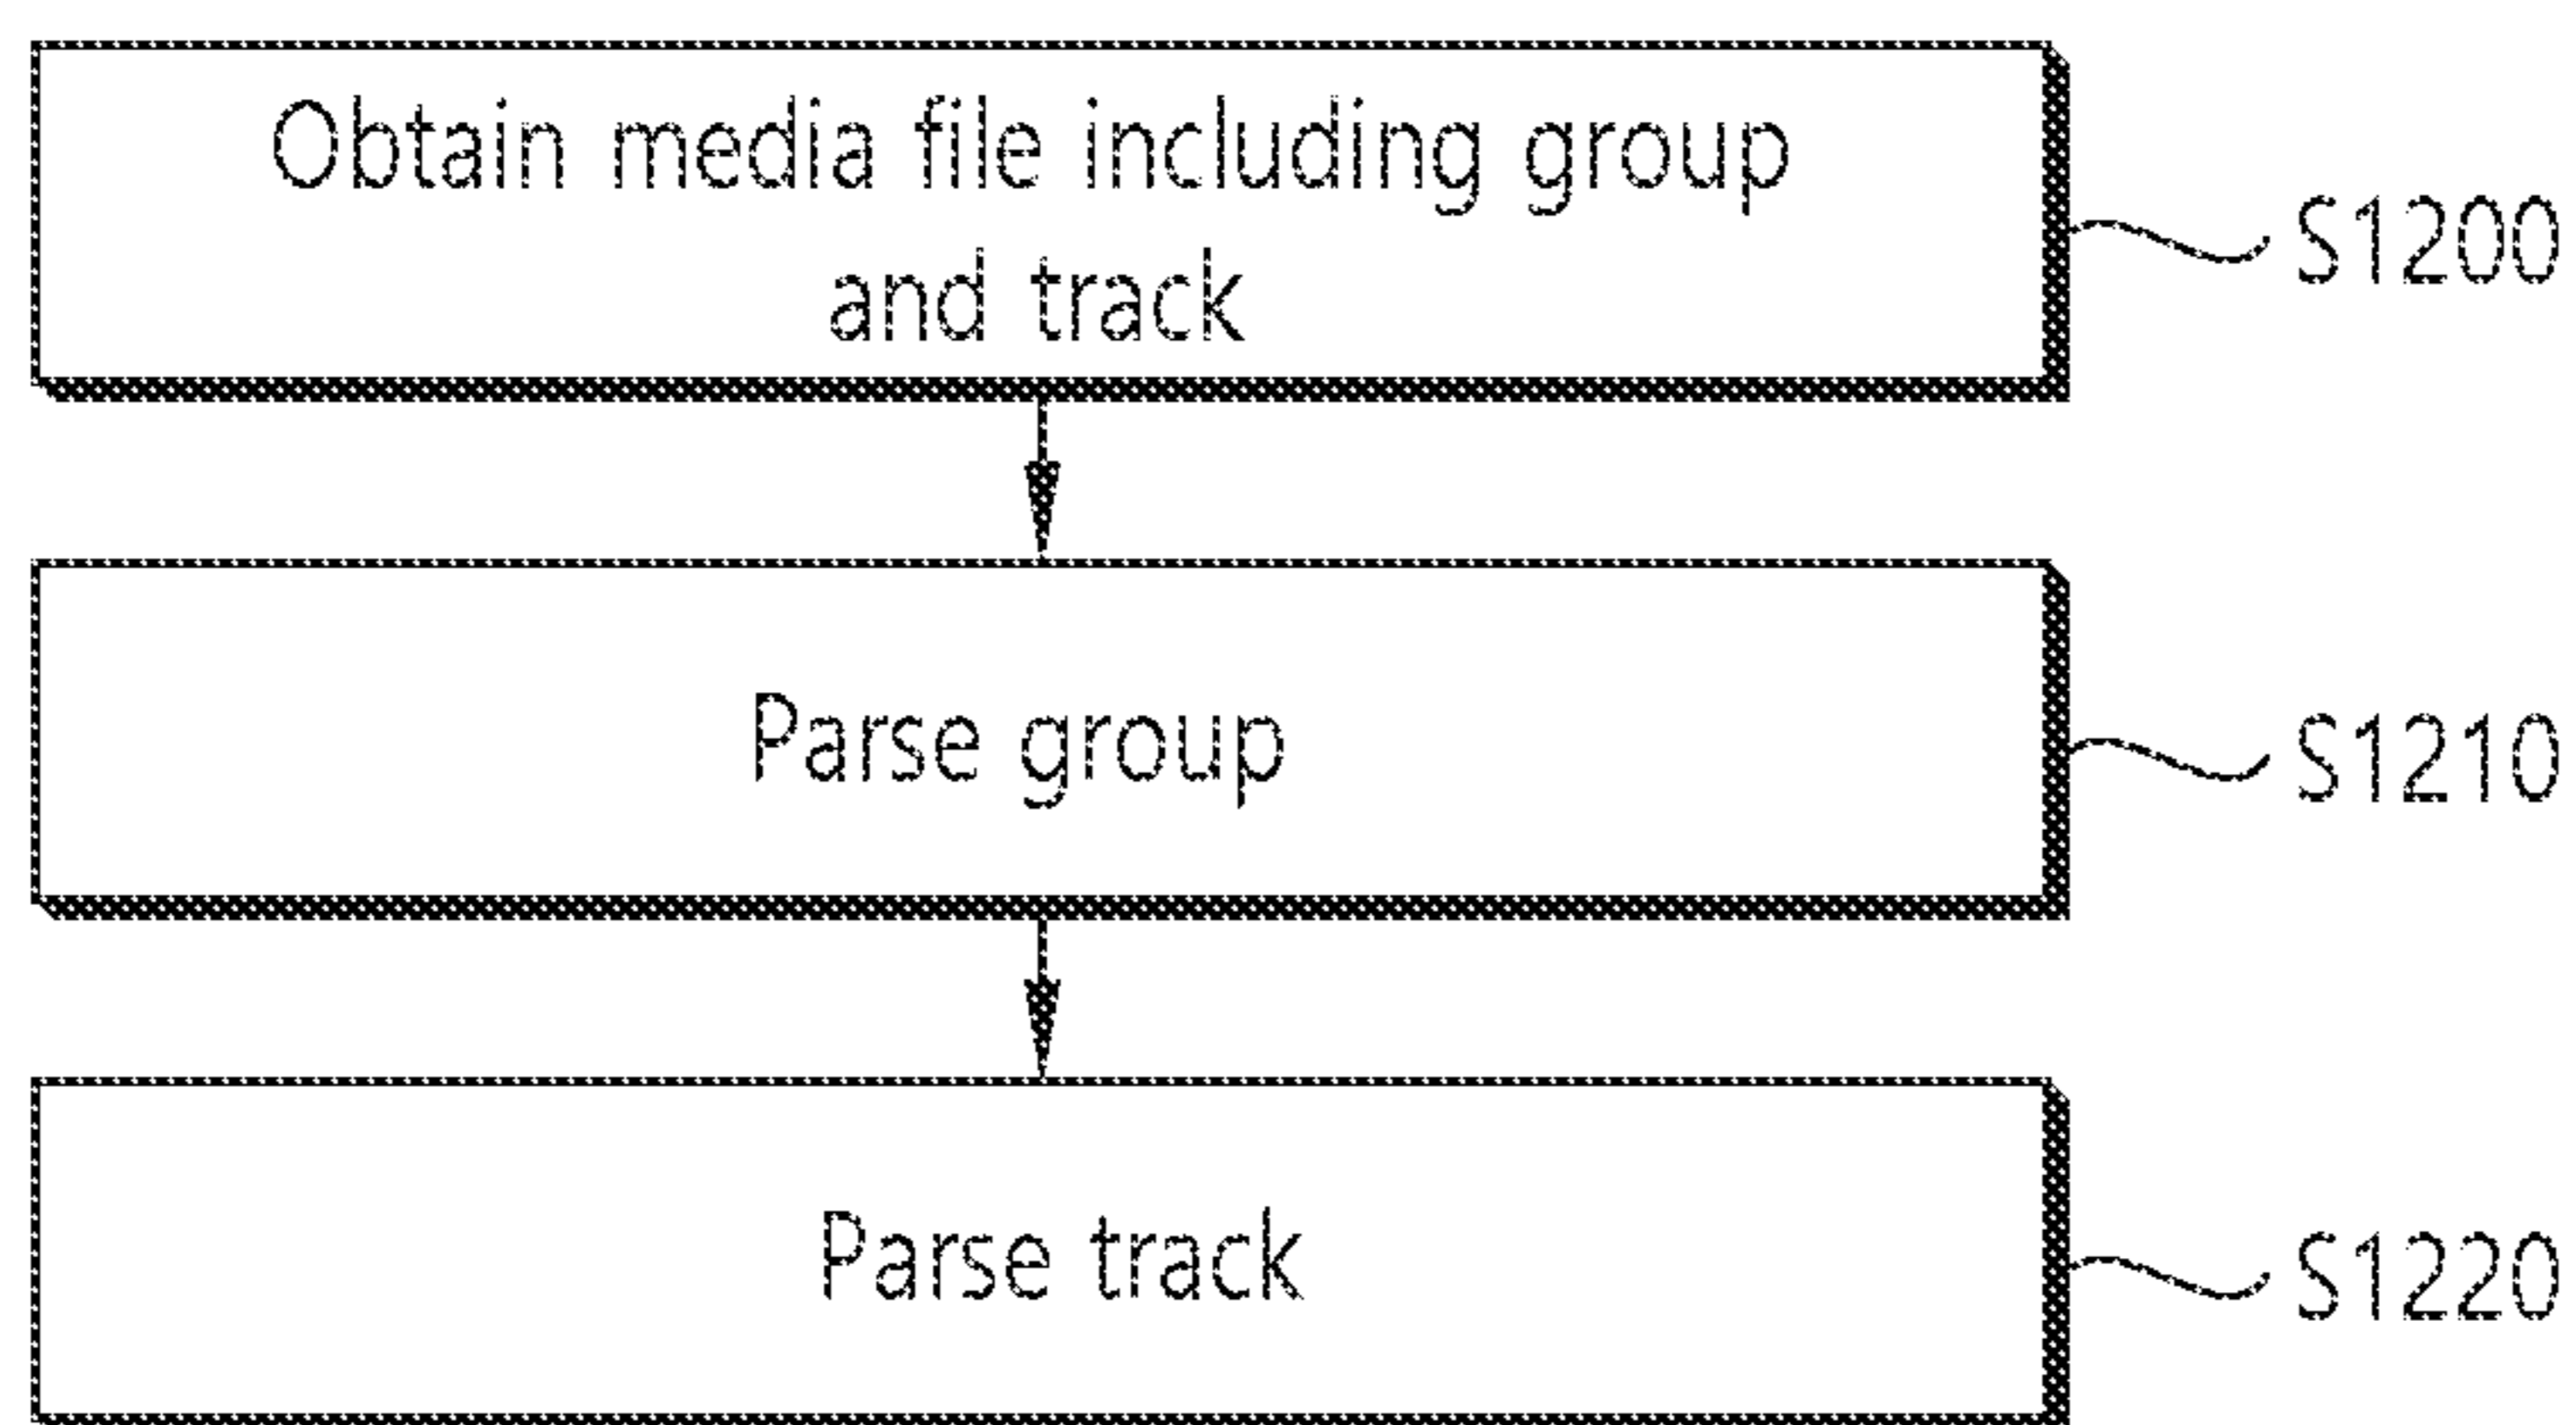 Obtain media file including group
and track
S1200
Parse group
S1210
Parse track
S1220